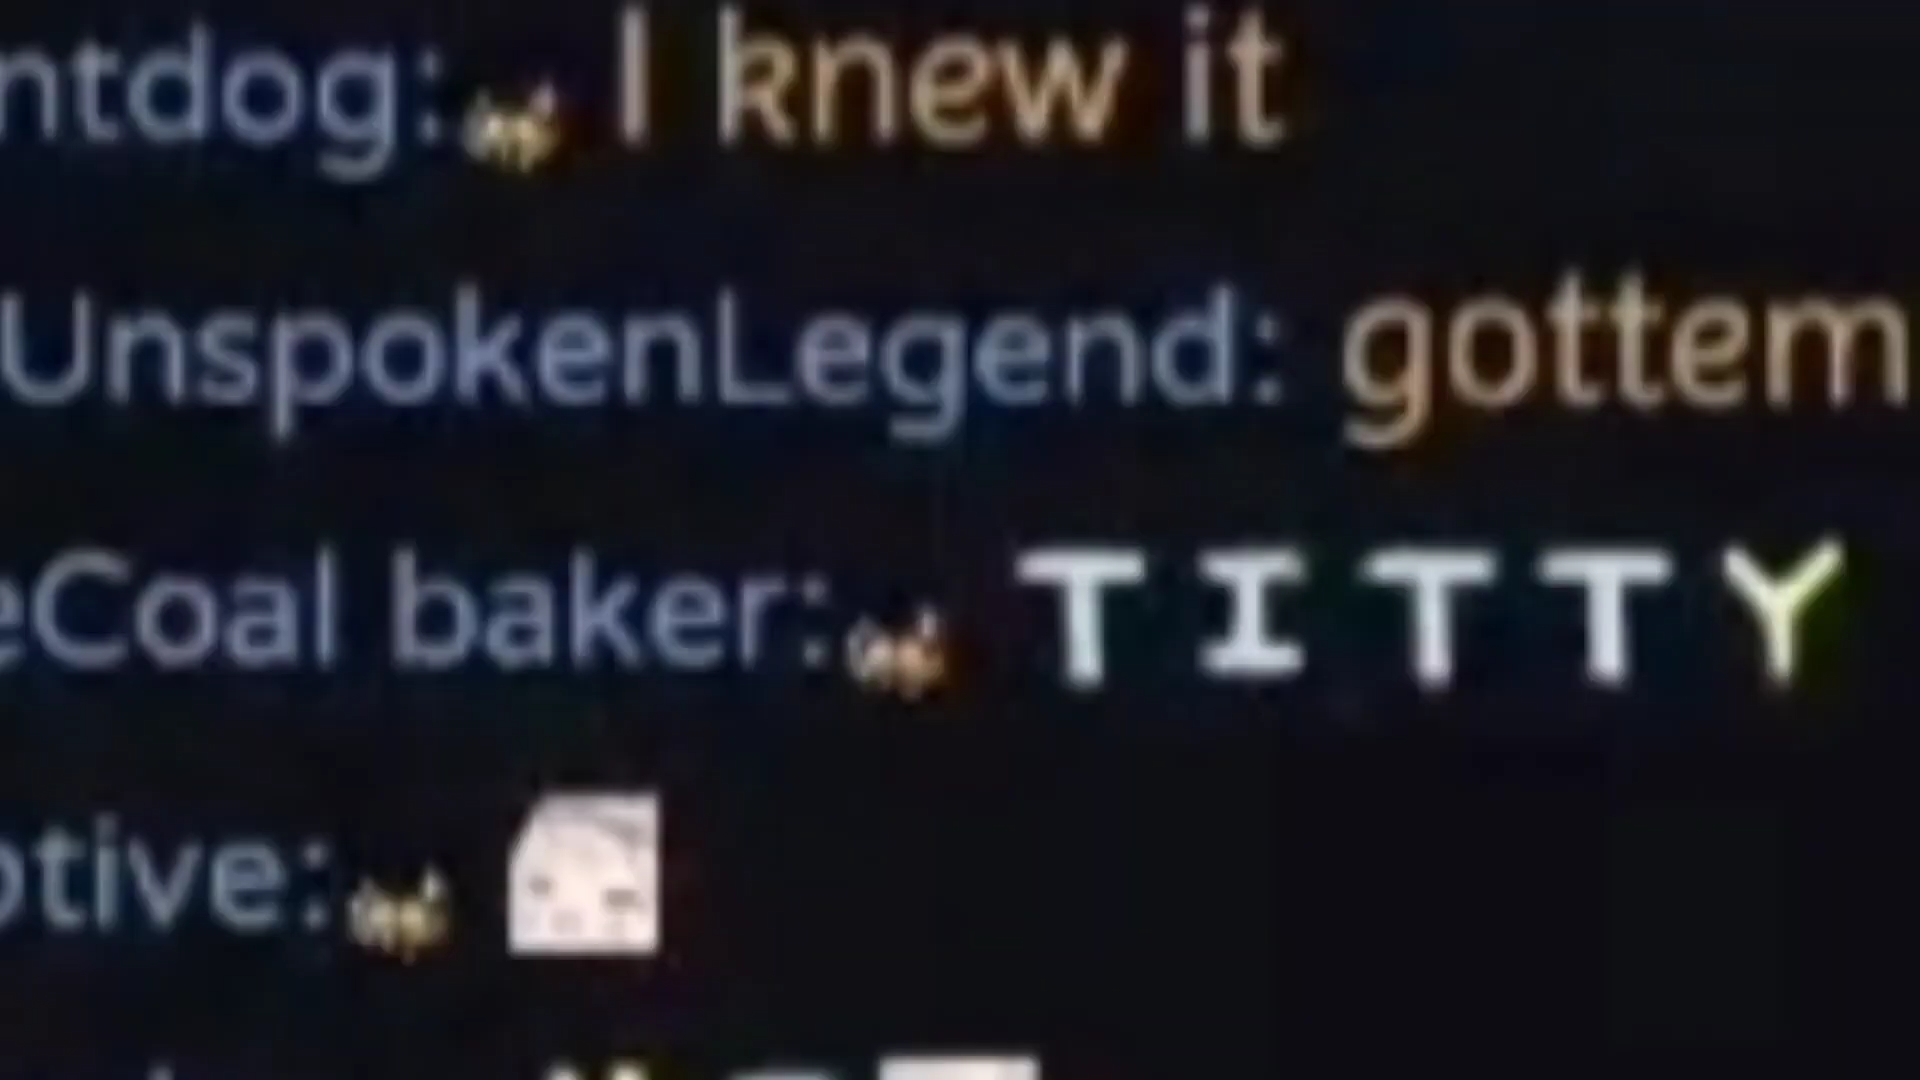 ntdog: I knew it
UnspokenLegend: gottem
eCoal baker: T I T T Y
otive: